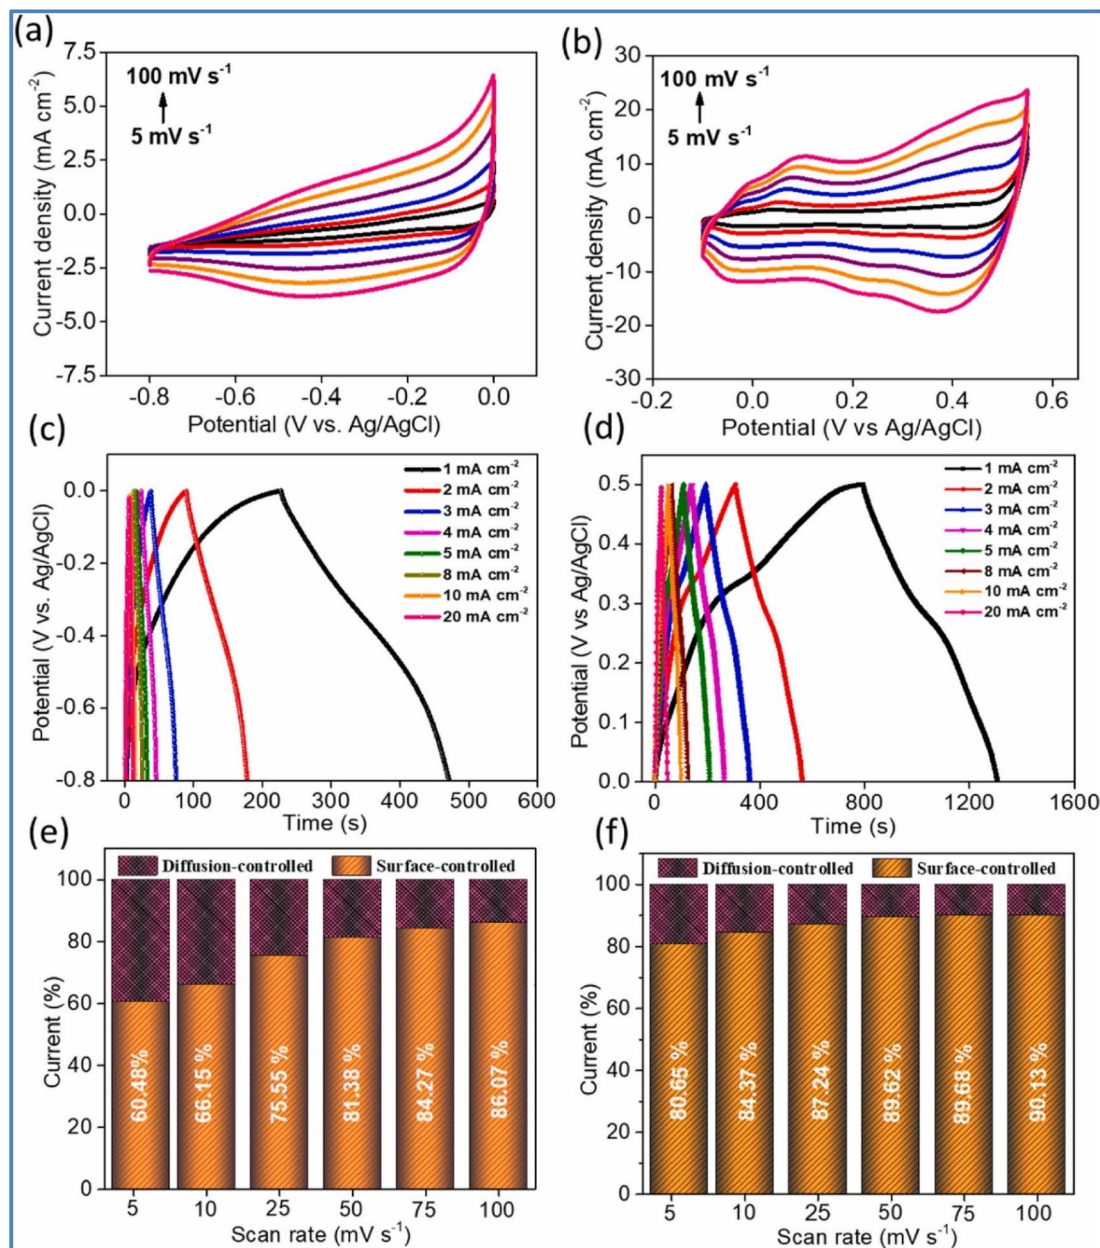 (a)
7.5
5.0
2.5
0.0
-2.5
-5.0
-7.5
Current density (mA cm⁻²)
100 mV s⁻¹
5 mV s⁻¹
-0.8 -0.6 -0.4 -0.2 0.0
Potential (V vs. Ag/AgCl)
(b)
30
20
10
0
-10
-20
-30
Current density (mA cm⁻²)
100 mV s⁻¹
5 mV s⁻¹
-0.2 0.0 0.2 0.4 0.6
Potential (V vs Ag/AgCl)
(c)
0.0
-0.2
-0.4
-0.6
-0.8
Potential (V vs. Ag/AgCl)
1 mA cm⁻²
2 mA cm⁻²
3 mA cm⁻²
4 mA cm⁻²
5 mA cm⁻²
8 mA cm⁻²
10 mA cm⁻²
20 mA cm⁻²
0 100 200 300 400 500 600
Time (s)
(d)
0.5
0.4
0.3
0.2
0.1
0.0
Potential (V vs Ag/AgCl)
1 mA cm⁻²
2 mA cm⁻²
3 mA cm⁻²
4 mA cm⁻²
5 mA cm⁻²
8 mA cm⁻²
10 mA cm⁻²
20 mA cm⁻²
0 400 800 1200 1600
Time (s)
(e)
Diffusion-controlled Surface-controlled
100
80
60
40
20
0
Current (%)
60.48%
66.15 %
75.55 %
81.38 %
84.27 %
86.07 %
5 10 25 50 75 100
Scan rate (mV s⁻¹)
(f)
Diffusion-controlled Surface-controlled
100
80
60
40
20
0
Current (%)
80.65 %
84.37 %
87.24 %
89.62 %
89.68 %
90.13 %
5 10 25 50 75 100
Scan rate (mV s⁻¹)